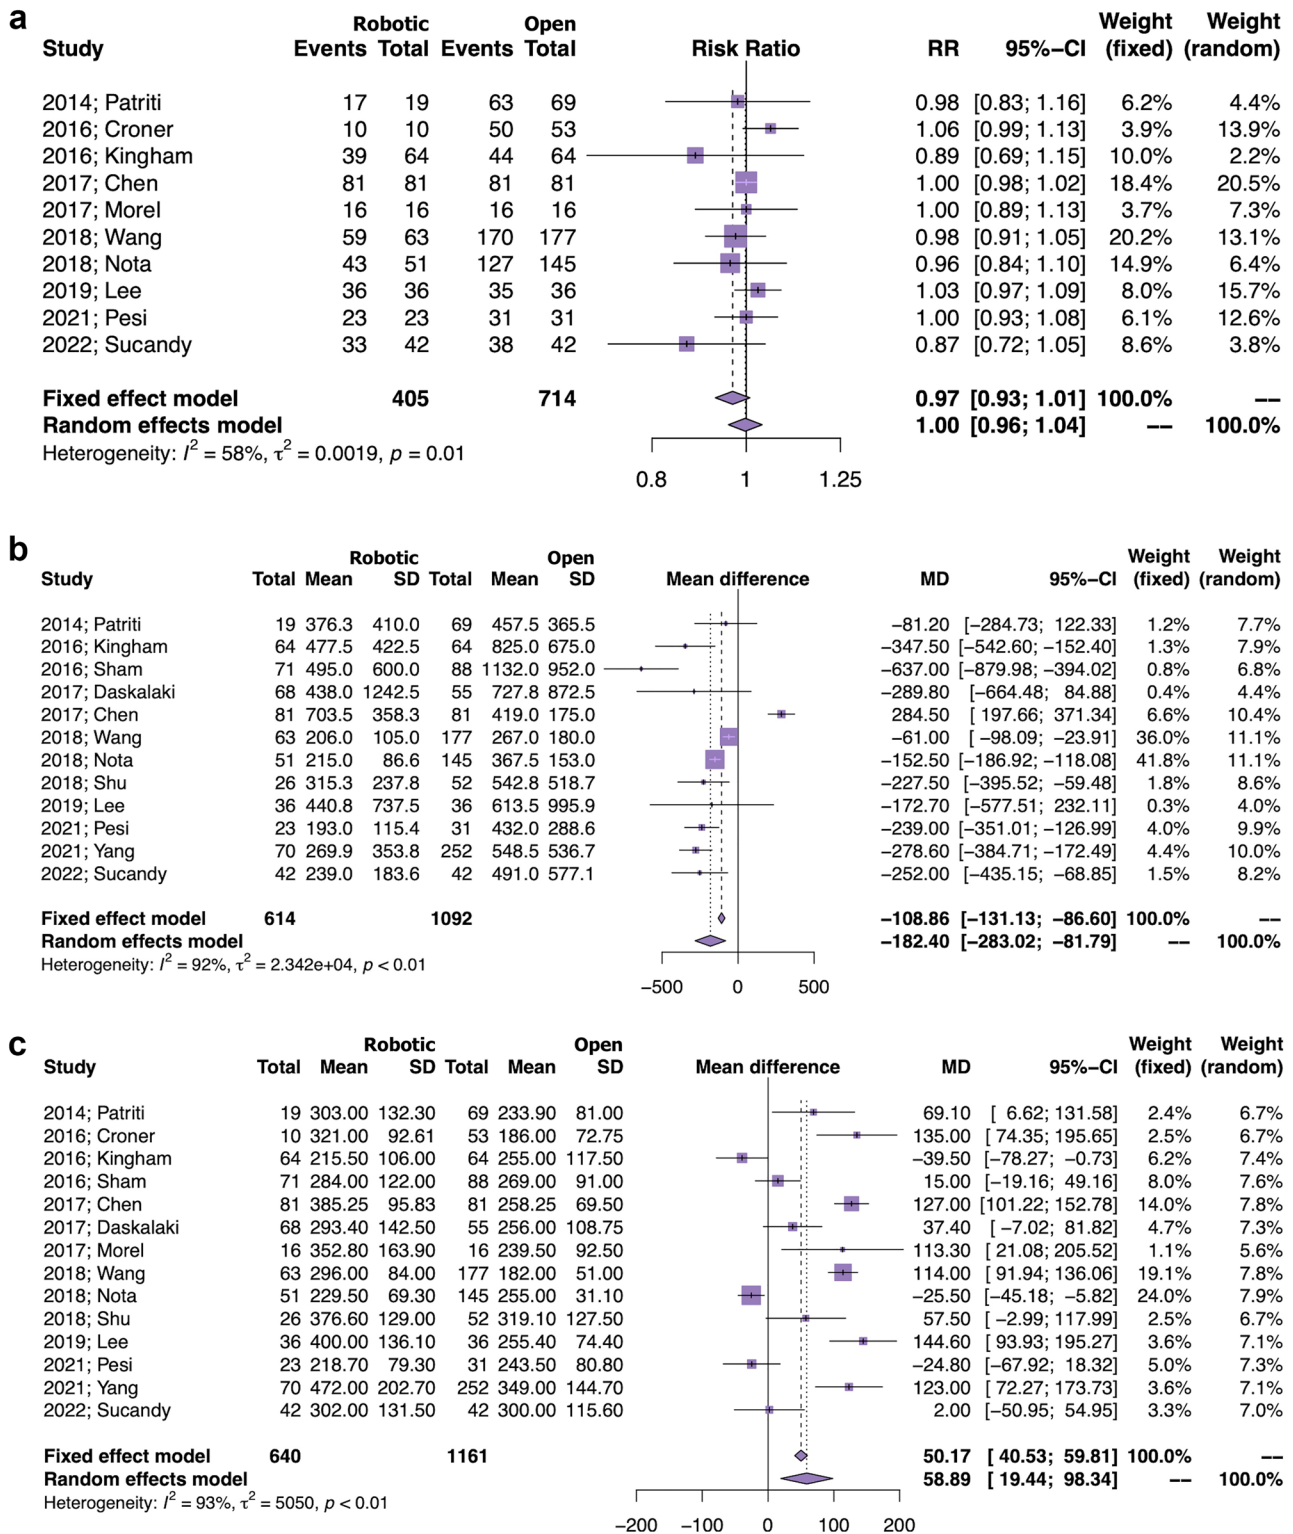 a
Robotic Open Weight Weight
Study Events Total Events Total Risk Ratio RR 95%−CI (fixed) (random)
2014; Patriti 17 19 63 69 0.98 [0.83; 1.16] 6.2% 4.4%
2016; Croner 10 10 50 53 1.06 [0.99; 1.13] 3.9% 13.9%
2016; Kingham 39 64 44 64 0.89 [0.69; 1.15] 10.0% 2.2%
2017; Chen 81 81 81 81 1.00 [0.98; 1.02] 18.4% 20.5%
2017; Morel 16 16 16 16 1.00 [0.89; 1.13] 3.7% 7.3%
2018; Wang 59 63 170 177 0.98 [0.91; 1.05] 20.2% 13.1%
2018; Nota 43 51 127 145 0.96 [0.84; 1.10] 14.9% 6.4%
2019; Lee 36 36 35 36 1.03 [0.97; 1.09] 8.0% 15.7%
2021; Pesi 23 23 31 31 1.00 [0.93; 1.08] 6.1% 12.6%
2022; Sucandy 33 42 38 42 0.87 [0.72; 1.05] 8.6% 3.8%
Fixed effect model 405 714 0.97 [0.93; 1.01] 100.0% −−
Random effects model 1.00 [0.96; 1.04] −− 100.0%
Heterogeneity: I² = 58%, τ² = 0.0019, p = 0.01
0.8 1 1.25
b
Robotic Open Weight Weight
Study Total Mean SD Total Mean SD Mean difference MD 95%−CI (fixed) (random)
2014; Patriti 19 376.3 410.0 69 457.5 365.5 −81.20 [−284.73; 122.33] 1.2% 7.7%
2016; Kingham 64 477.5 422.5 64 825.0 675.0 −347.50 [−542.60; −152.40] 1.3% 7.9%
2016; Sham 71 495.0 600.0 88 1132.0 952.0 −637.00 [−879.98; −394.02] 0.8% 6.8%
2017; Daskalaki 68 438.0 1242.5 55 727.8 872.5 −289.80 [−664.48; 84.88] 0.4% 4.4%
2017; Chen 81 703.5 358.3 81 419.0 175.0 284.50 [ 197.66; 371.34] 6.6% 10.4%
2018; Wang 63 206.0 105.0 177 267.0 180.0 −61.00 [ −98.09; −23.91] 36.0% 11.1%
2018; Nota 51 215.0 86.6 145 367.5 153.0 −152.50 [−186.92; −118.08] 41.8% 11.1%
2018; Shu 26 315.3 237.8 52 542.8 518.7 −227.50 [−395.52; −59.48] 1.8% 8.6%
2019; Lee 36 440.8 737.5 36 613.5 995.9 −172.70 [−577.51; 232.11] 0.3% 4.0%
2021; Pesi 23 193.0 115.4 31 432.0 288.6 −239.00 [−351.01; −126.99] 4.0% 9.9%
2021; Yang 70 269.9 353.8 252 548.5 536.7 −278.60 [−384.71; −172.49] 4.4% 10.0%
2022; Sucandy 42 239.0 183.6 42 491.0 577.1 −252.00 [−435.15; −68.85] 1.5% 8.2%
Fixed effect model 614 1092 −108.86 [−131.13; −86.60] 100.0% −−
Random effects model −182.40 [−283.02; −81.79] −− 100.0%
Heterogeneity: I² = 92%, τ² = 2.342e+04, p < 0.01
−500 0 500
c
Robotic Open Weight Weight
Study Total Mean SD Total Mean SD Mean difference MD 95%−CI (fixed) (random)
2014; Patriti 19 303.00 132.30 69 233.90 81.00 69.10 [ 6.62; 131.58] 2.4% 6.7%
2016; Croner 10 321.00 92.61 53 186.00 72.75 135.00 [ 74.35; 195.65] 2.5% 6.7%
2016; Kingham 64 215.50 106.00 64 255.00 117.50 −39.50 [−78.27; −0.73] 6.2% 7.4%
2016; Sham 71 284.00 122.00 88 269.00 91.00 15.00 [−19.16; 49.16] 8.0% 7.6%
2017; Chen 81 385.25 95.83 81 258.25 69.50 127.00 [101.22; 152.78] 14.0% 7.8%
2017; Daskalaki 68 293.40 142.50 55 256.00 108.75 37.40 [ −7.02; 81.82] 4.7% 7.3%
2017; Morel 16 352.80 163.90 16 239.50 92.50 113.30 [ 21.08; 205.52] 1.1% 5.6%
2018; Wang 63 296.00 84.00 177 182.00 51.00 114.00 [ 91.94; 136.06] 19.1% 7.8%
2018; Nota 51 229.50 69.30 145 255.00 31.10 −25.50 [−45.18; −5.82] 24.0% 7.9%
2018; Shu 26 376.60 129.00 52 319.10 127.50 57.50 [ −2.99; 117.99] 2.5% 6.7%
2019; Lee 36 400.00 136.10 36 255.40 74.40 144.60 [ 93.93; 195.27] 3.6% 7.1%
2021; Pesi 23 218.70 79.30 31 243.50 80.80 −24.80 [−67.92; 18.32] 5.0% 7.3%
2021; Yang 70 472.00 202.70 252 349.00 144.70 123.00 [ 72.27; 173.73] 3.6% 7.1%
2022; Sucandy 42 302.00 131.50 42 300.00 115.60 2.00 [−50.95; 54.95] 3.3% 7.0%
Fixed effect model 640 1161 50.17 [ 40.53; 59.81] 100.0% −−
Random effects model 58.89 [ 19.44; 98.34] −− 100.0%
Heterogeneity: I² = 93%, τ² = 5050, p < 0.01
−200 −100 0 100 200